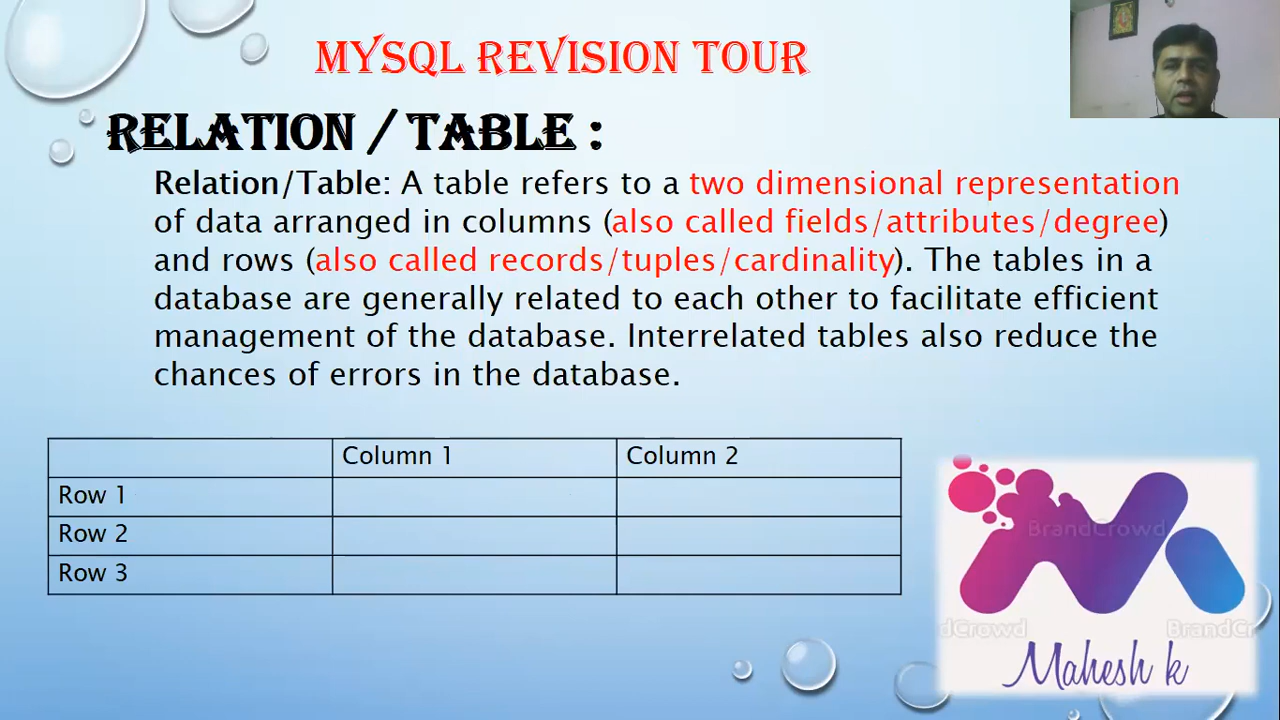 MYSQL REVISION TOUR
RELATION / TABLE :
Relation/Table: A table refers to a two dimensional representation
of data arranged in columns (also called fields/attributes/degree)
and rows (also called records/tuples/cardinality). The tables in a
database are generally related to each other to facilitate efficient
management of the database. Interrelated tables also reduce the
chances of errors in the database.
Column 1 Column 2
Row 1
Row 2
Row 3
BrandCrowd
dCrowd BrandCr
Mahesh k